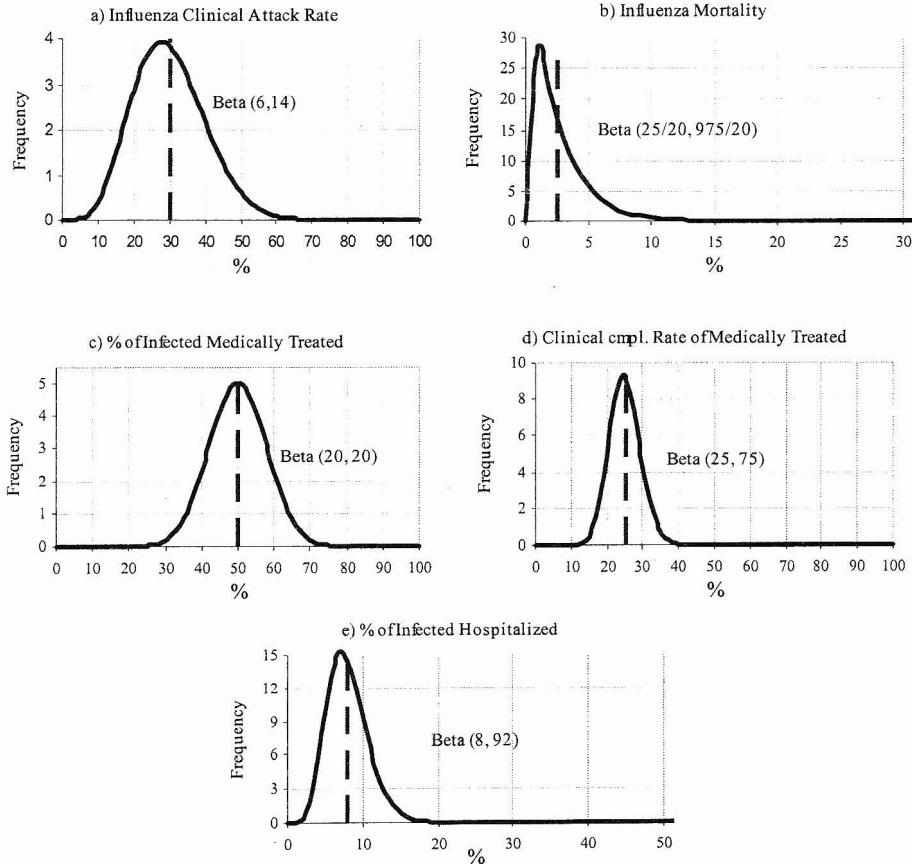 a) Influenza Clinical Attack Rate
4
3
2
1
0
Frequency
Beta (6,14)
0 10 20 30 40 50 60 70 80 90 100
%
b) Influenza Mortality
30
25
20
15
10
5
0
Frequency
Beta (25/20, 975/20)
0 5 10 15 20 25 30
%
c) % of Infected Medically Treated
5
4
3
2
1
0
Frequency
Beta (20, 20)
0 10 20 30 40 50 60 70 80 90 100
%
d) Clinical cmpl. Rate of Medically Treated
10
8
6
4
2
0
Frequency
Beta (25, 75)
0 10 20 30 40 50 60 70 80 90 100
%
e) % of Infected Hospitalized
15
12
9
6
3
0
Frequency
Beta (8, 92)
0 10 20 30 40 50
%